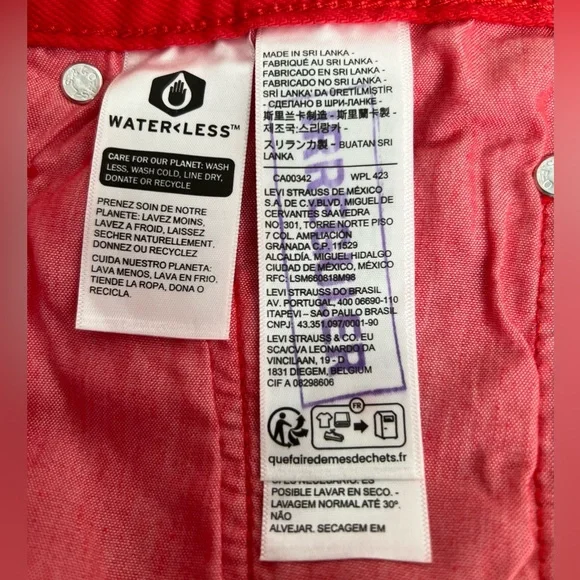 WATER<LESS™
CARE FOR OUR PLANET: WASH
LESS, WASH COLD, LINE DRY,
DONATE OR RECYCLE
PRENEZ SOIN DE NOTRE
PLANETE: LAVEZ MOINS,
LAVEZ A FROID, LAISSEZ
SECHER NATURELLEMENT.
DONNEZ OU RECYCLEZ
CUIDA NUESTRO PLANETA:
LAVA MENOS, LAVA EN FRIO,
TIENDE LA ROPA, DONA O
RECICLA.
MADE IN SRI LANKA -
FABRIQUÉ AU SRI LANKA -
FABRICADO EN SRI LANKA -
FABRICADO NO SRI LANKA -
SRİ LANKA'DA ÜRETİLMİŞTİR
- СДЕЛАНО В ШРИ-ЛАНКЕ -
斯里兰卡制造 - 斯里蘭卡製
- 제조국:스리랑카 -
スリランカ製 - BUATAN SRI
LANKA
CA00342 WPL 423
LEVI STRAUSS DE MÉXICO
S.A. DE C.V.BLVD. MIGUEL DE
CERVANTES SAAVEDRA
NO. 301, TORRE NORTE PISO
7 COL. AMPLIACIÓN
GRANADA C 11529
ALCALDÍA. MIGUEL HIDALGO
CIUDAD DE MÉXICO, MÉXICO
RFC: LSM660818M98
LEVI STRAUSS DO BRASIL
AV. PORTUGAL, 400 06690-110
ITAPEVI – SAO PAULO BRASIL
CNPJ: 43.351.097/0001-90
LEVI STRAUSS & CO. EU
SCA/CVA LEONARDO DA
VINCILAAN, 19 - D
1831 DIEGEM, BELGIUM
CIF A 08298606
IRREGULAR
FR
quefairedemesdechets.fr
POSIBLE LAVAR EN SECO. -
LAVAGEM NORMAL ATÉ 30º.
NÃO
ALVEJAR. SECAGEM EM